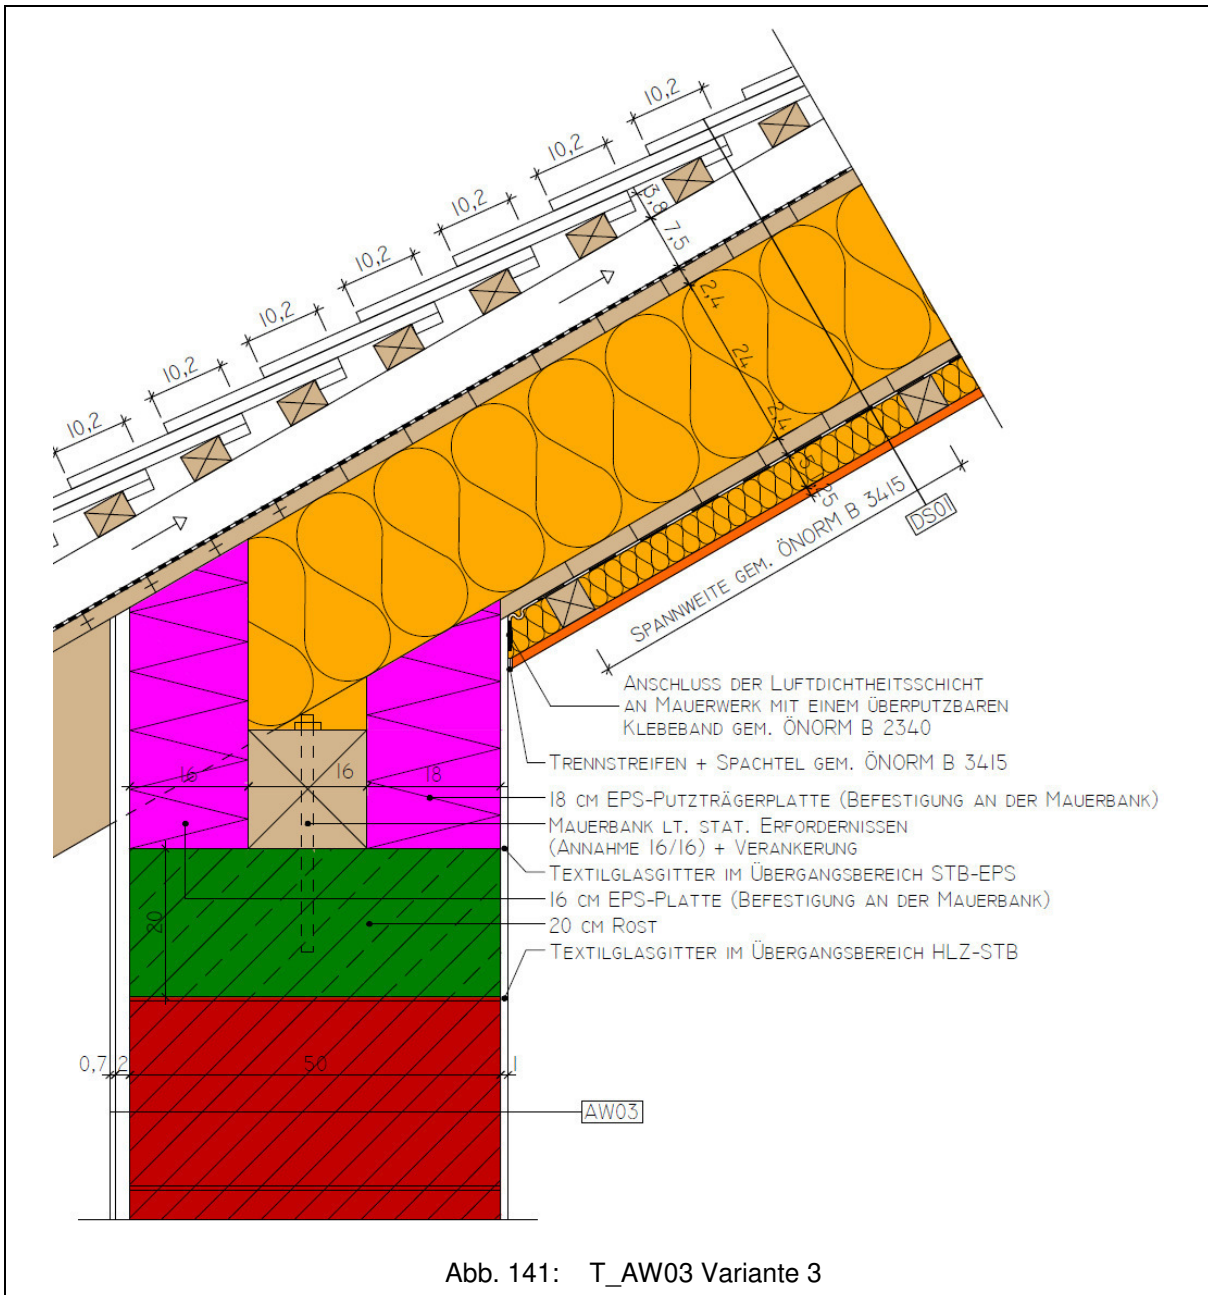 10,2
10,2
10,2
10,2
10,2
10,2
10,2
3,8
7,5
2,4
24
2,4
5
1,25
DS01
SPANNWEITE GEM. ÖNORM B 3415
ANSCHLUSS DER LUFTDICHTHEITSSCHICHT
AN MAUERWERK MIT EINEM ÜBERPUTZBAREN
KLEBEBAND GEM. ÖNORM B 2340
TRENNSTREIFEN + SPACHTEL GEM. ÖNORM B 3415
16 16 18
18 CM EPS-PUTZTRÄGERPLATTE (BEFESTIGUNG AN DER MAUERBANK)
MAUERBANK LT. STAT. ERFORDERNISSEN
(ANNAHME 16/16) + VERANKERUNG
TEXTILGLASGITTER IM ÜBERGANGSBEREICH STB-EPS
16 CM EPS-PLATTE (BEFESTIGUNG AN DER MAUERBANK)
20
20 CM ROST
TEXTILGLASGITTER IM ÜBERGANGSBEREICH HLZ-STB
0,7 2 50 1
AW03
Abb. 141: T_AW03 Variante 3